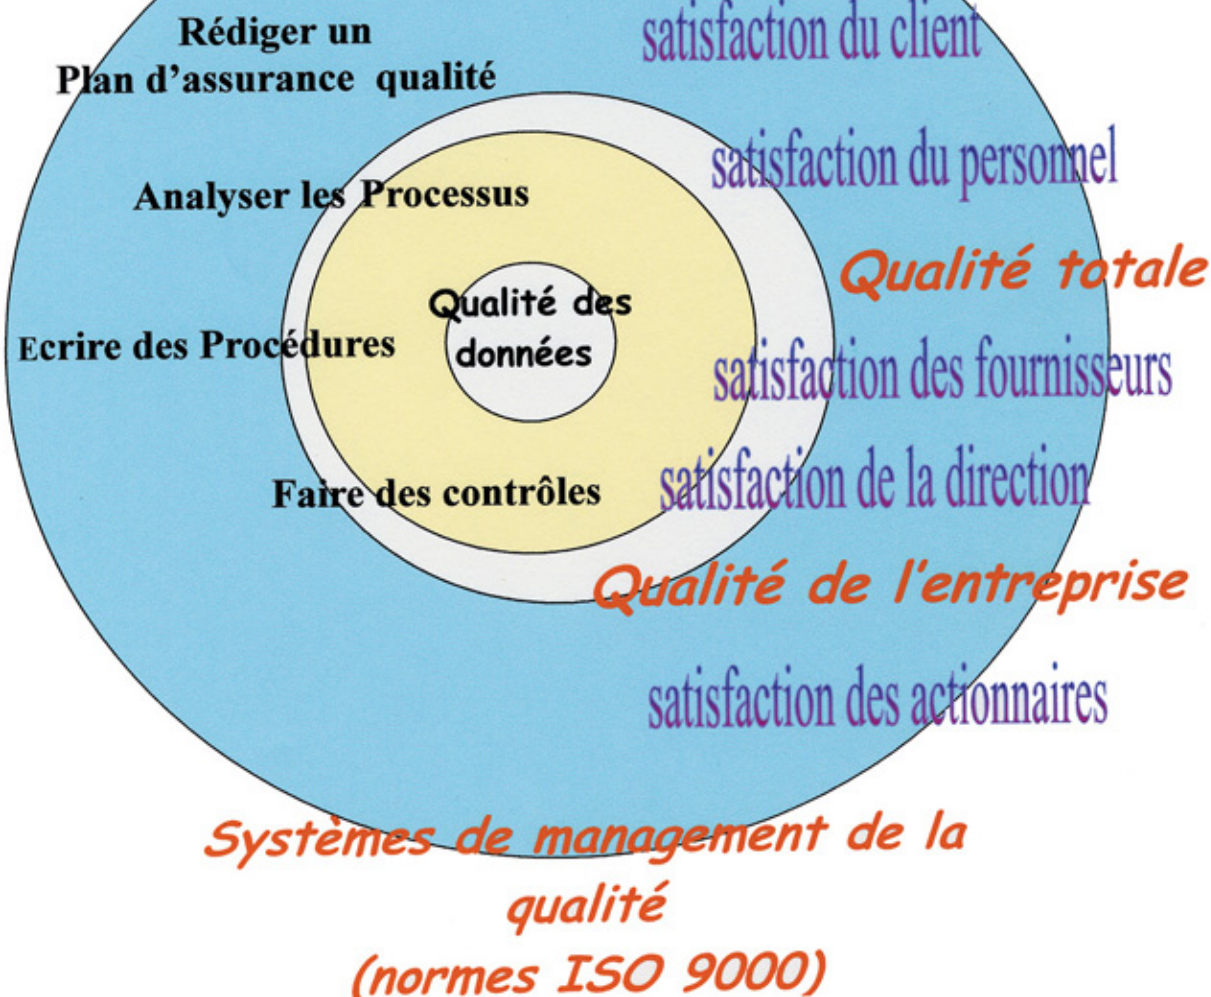 Rédiger un
Plan d’assurance qualité
satisfaction du client
satisfaction du personnel
Analyser les Processus
Qualité totale
Qualité des
données
Ecrire des Procédures
satisfaction des fournisseurs
satisfaction de la direction
Faire des contrôles
Qualité de l’entreprise
satisfaction des actionnaires
Systèmes de management de la
qualité
(normes ISO 9000)